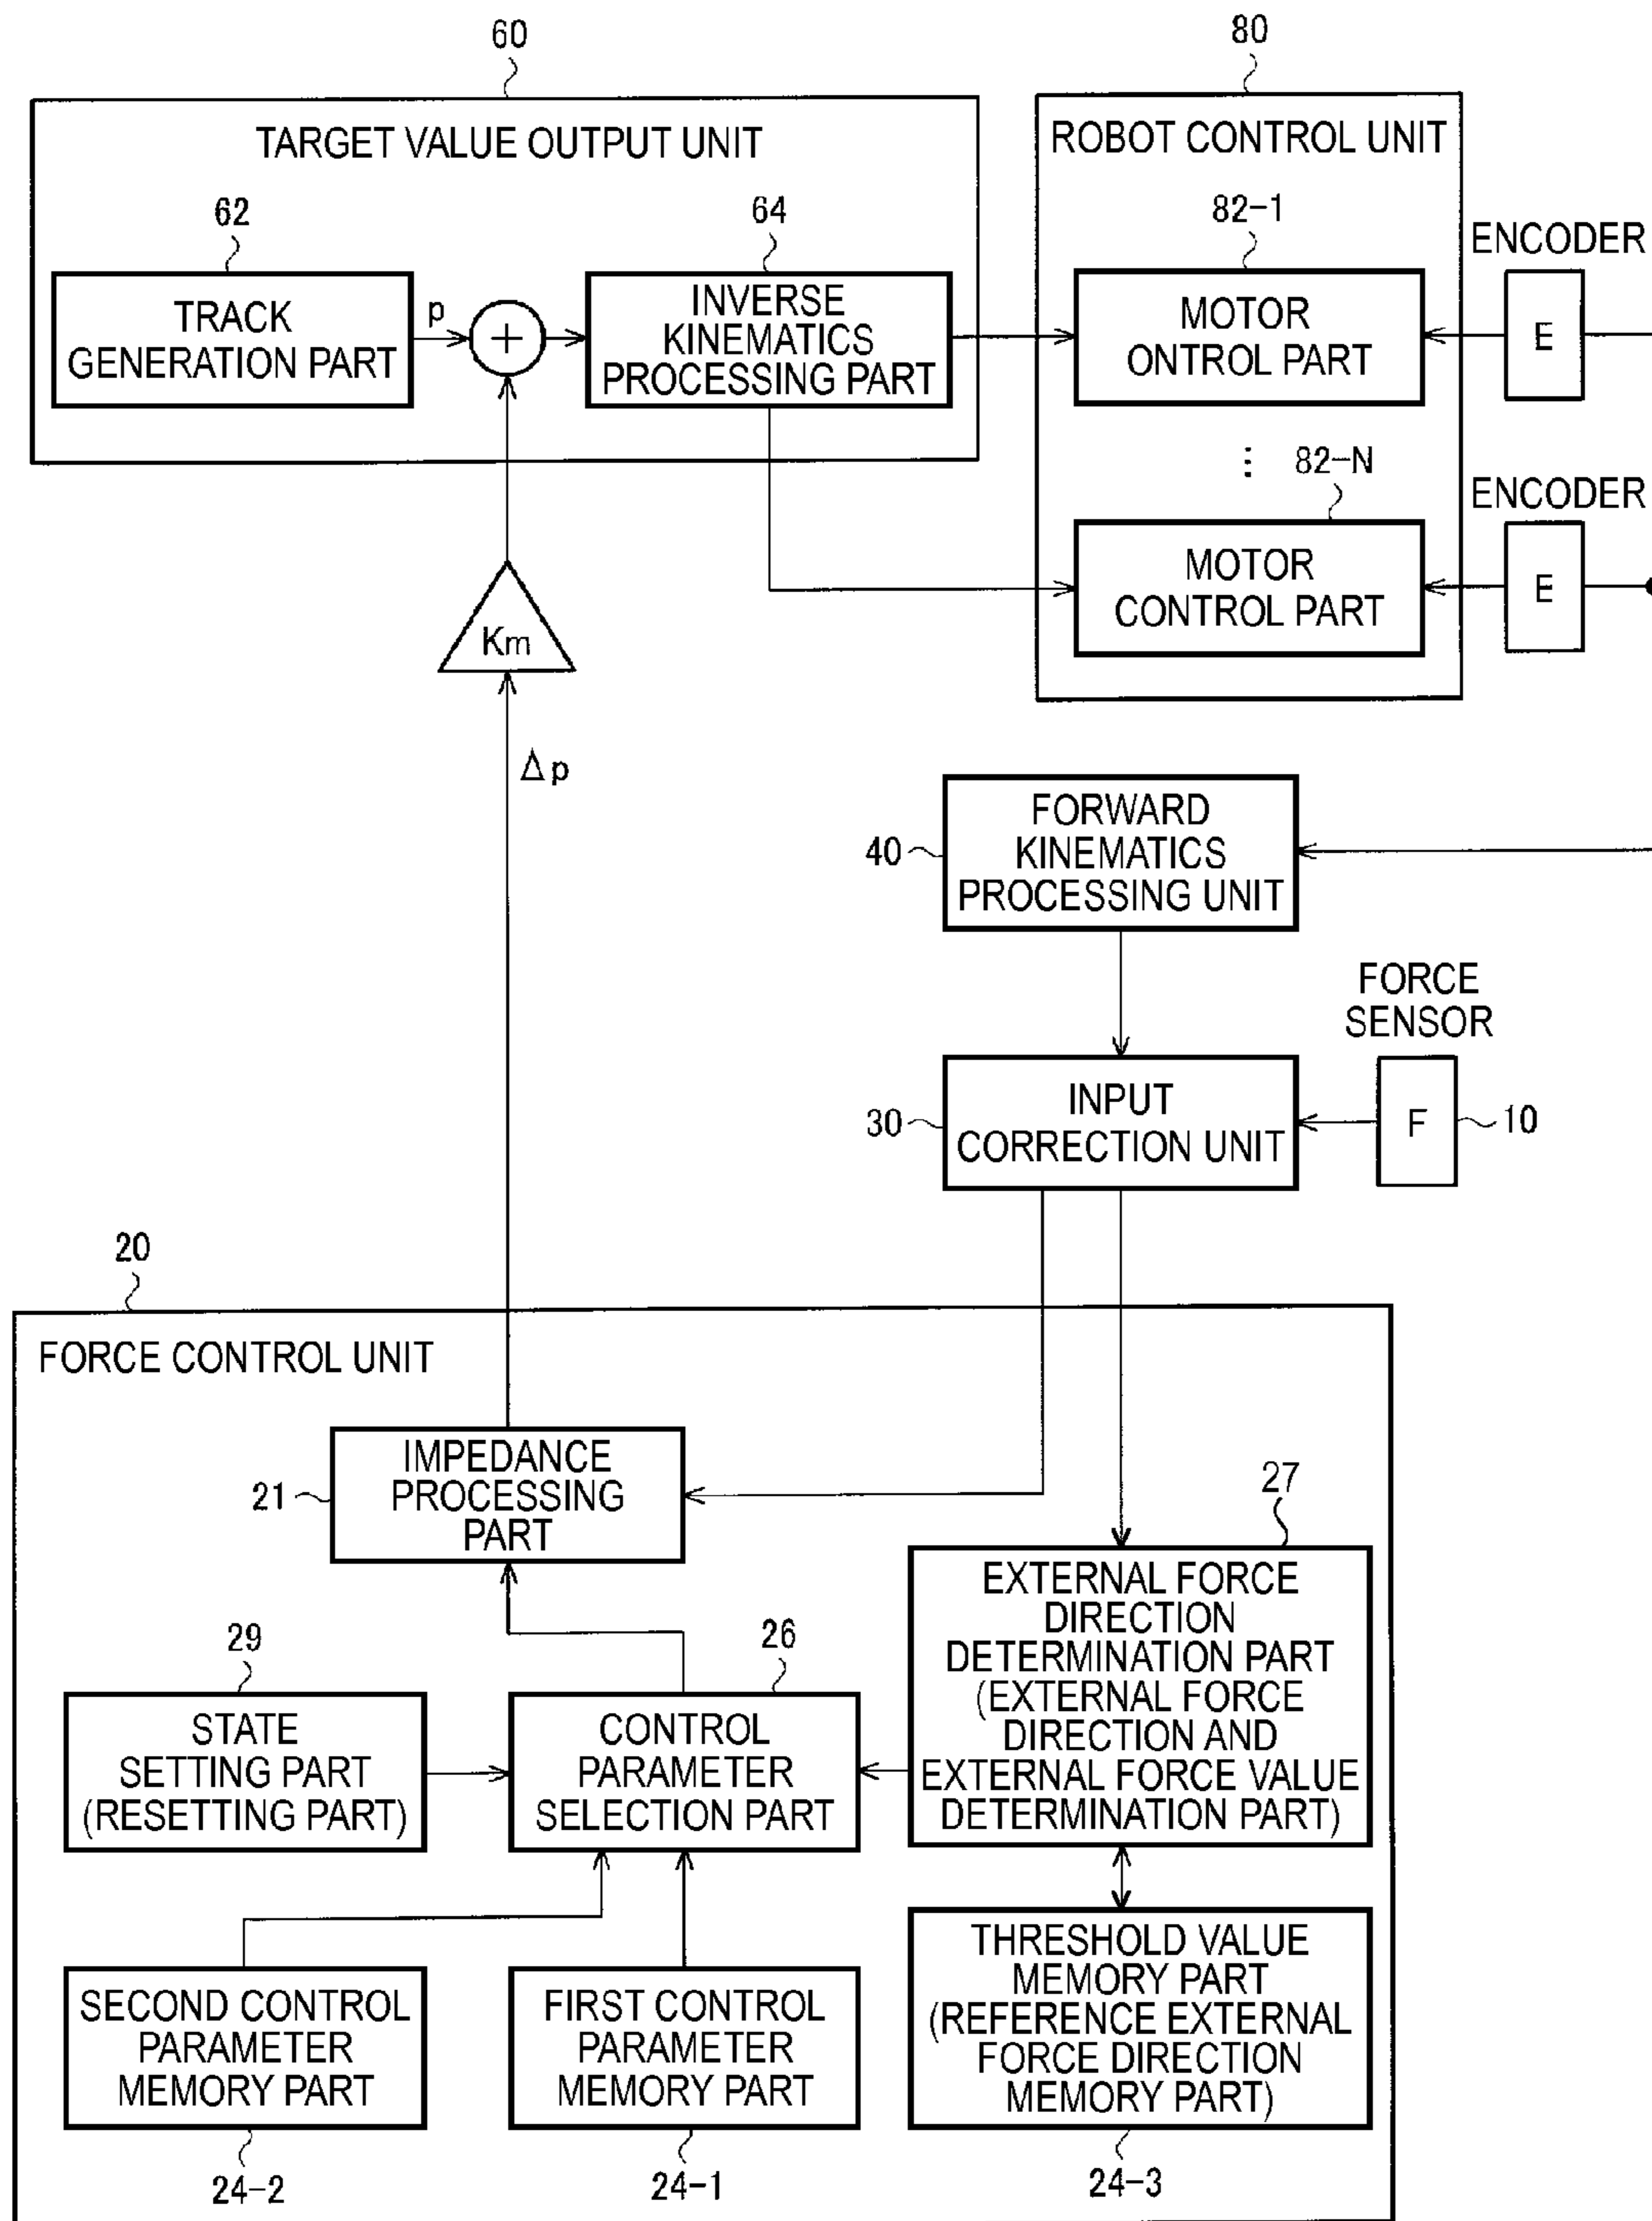 60
80
TARGET VALUE OUTPUT UNIT
ROBOT CONTROL UNIT
62
64
82-1
ENCODER
TRACK
GENERATION PART
p
+
INVERSE
KINEMATICS
PROCESSING PART
MOTOR
ONTROL PART
E
⋮
82-N
ENCODER
MOTOR
CONTROL PART
E
Km
Δp
FORWARD
KINEMATICS
PROCESSING UNIT
40
FORCE
SENSOR
INPUT
CORRECTION UNIT
30
F
10
20
FORCE CONTROL UNIT
IMPEDANCE
PROCESSING
PART
21
27
EXTERNAL FORCE
DIRECTION
DETERMINATION PART
(EXTERNAL FORCE
DIRECTION AND
EXTERNAL FORCE VALUE
DETERMINATION PART)
29
26
STATE
SETTING PART
(RESETTING PART)
CONTROL
PARAMETER
SELECTION PART
SECOND CONTROL
PARAMETER
MEMORY PART
FIRST CONTROL
PARAMETER
MEMORY PART
THRESHOLD VALUE
MEMORY PART
(REFERENCE EXTERNAL
FORCE DIRECTION
MEMORY PART)
24-2
24-1
24-3